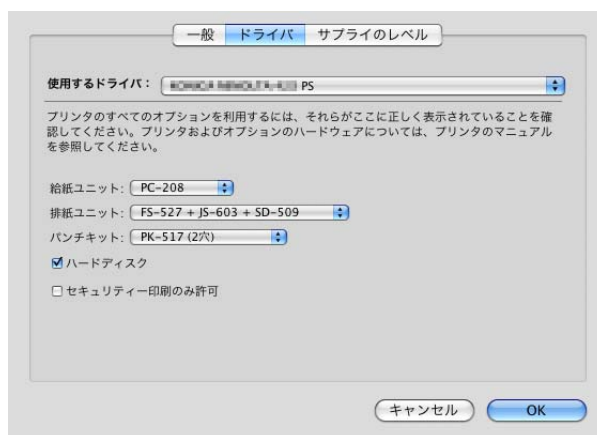 一般 ドライバ サプライのレベル
使用するドライバ： PS
プリンタのすべてのオプションを利用するには、それらがここに正しく表示されていることを確
認してください。プリンタおよびオプションのハードウェアについては、プリンタのマニュアル
を参照してください。
給紙ユニット: PC-208
排紙ユニット: FS-527 + JS-603 + SD-509
パンチキット: PK-517 (2穴)
ハードディスク
セキュリティー印刷のみ許可
キャンセル OK